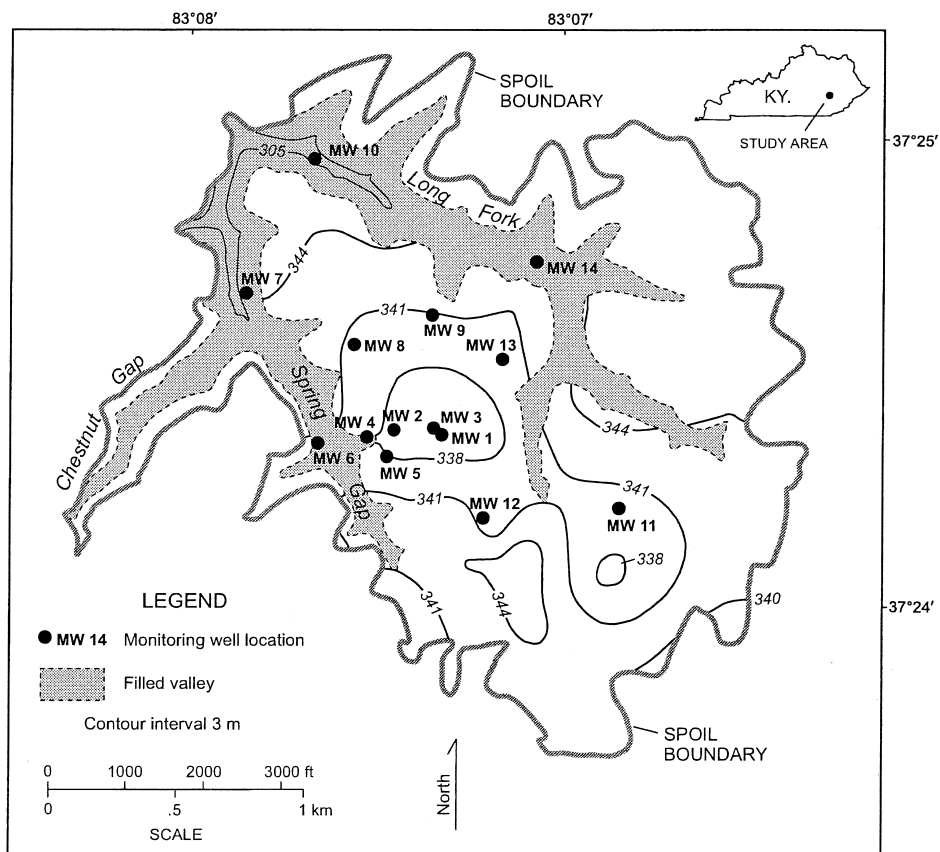 83°08′
83°07′
SPOIL
BOUNDARY
KY.
STUDY AREA
37°25′
305
MW 10
Long
Fork
344
MW 14
MW 7
341
MW 9
MW 8
MW 13
Chestnut
Gap
Spring
Gap
MW 4
MW 2
MW 3
MW 1
344
MW 6
MW 5
338
341
MW 12
341
MW 11
338
344
341
340
37°24′
LEGEND
MW 14 Monitoring well location
Filled valley
Contour interval 3 m
0 1000 2000 3000 ft
0 .5 1 km
SCALE
North
SPOIL
BOUNDARY